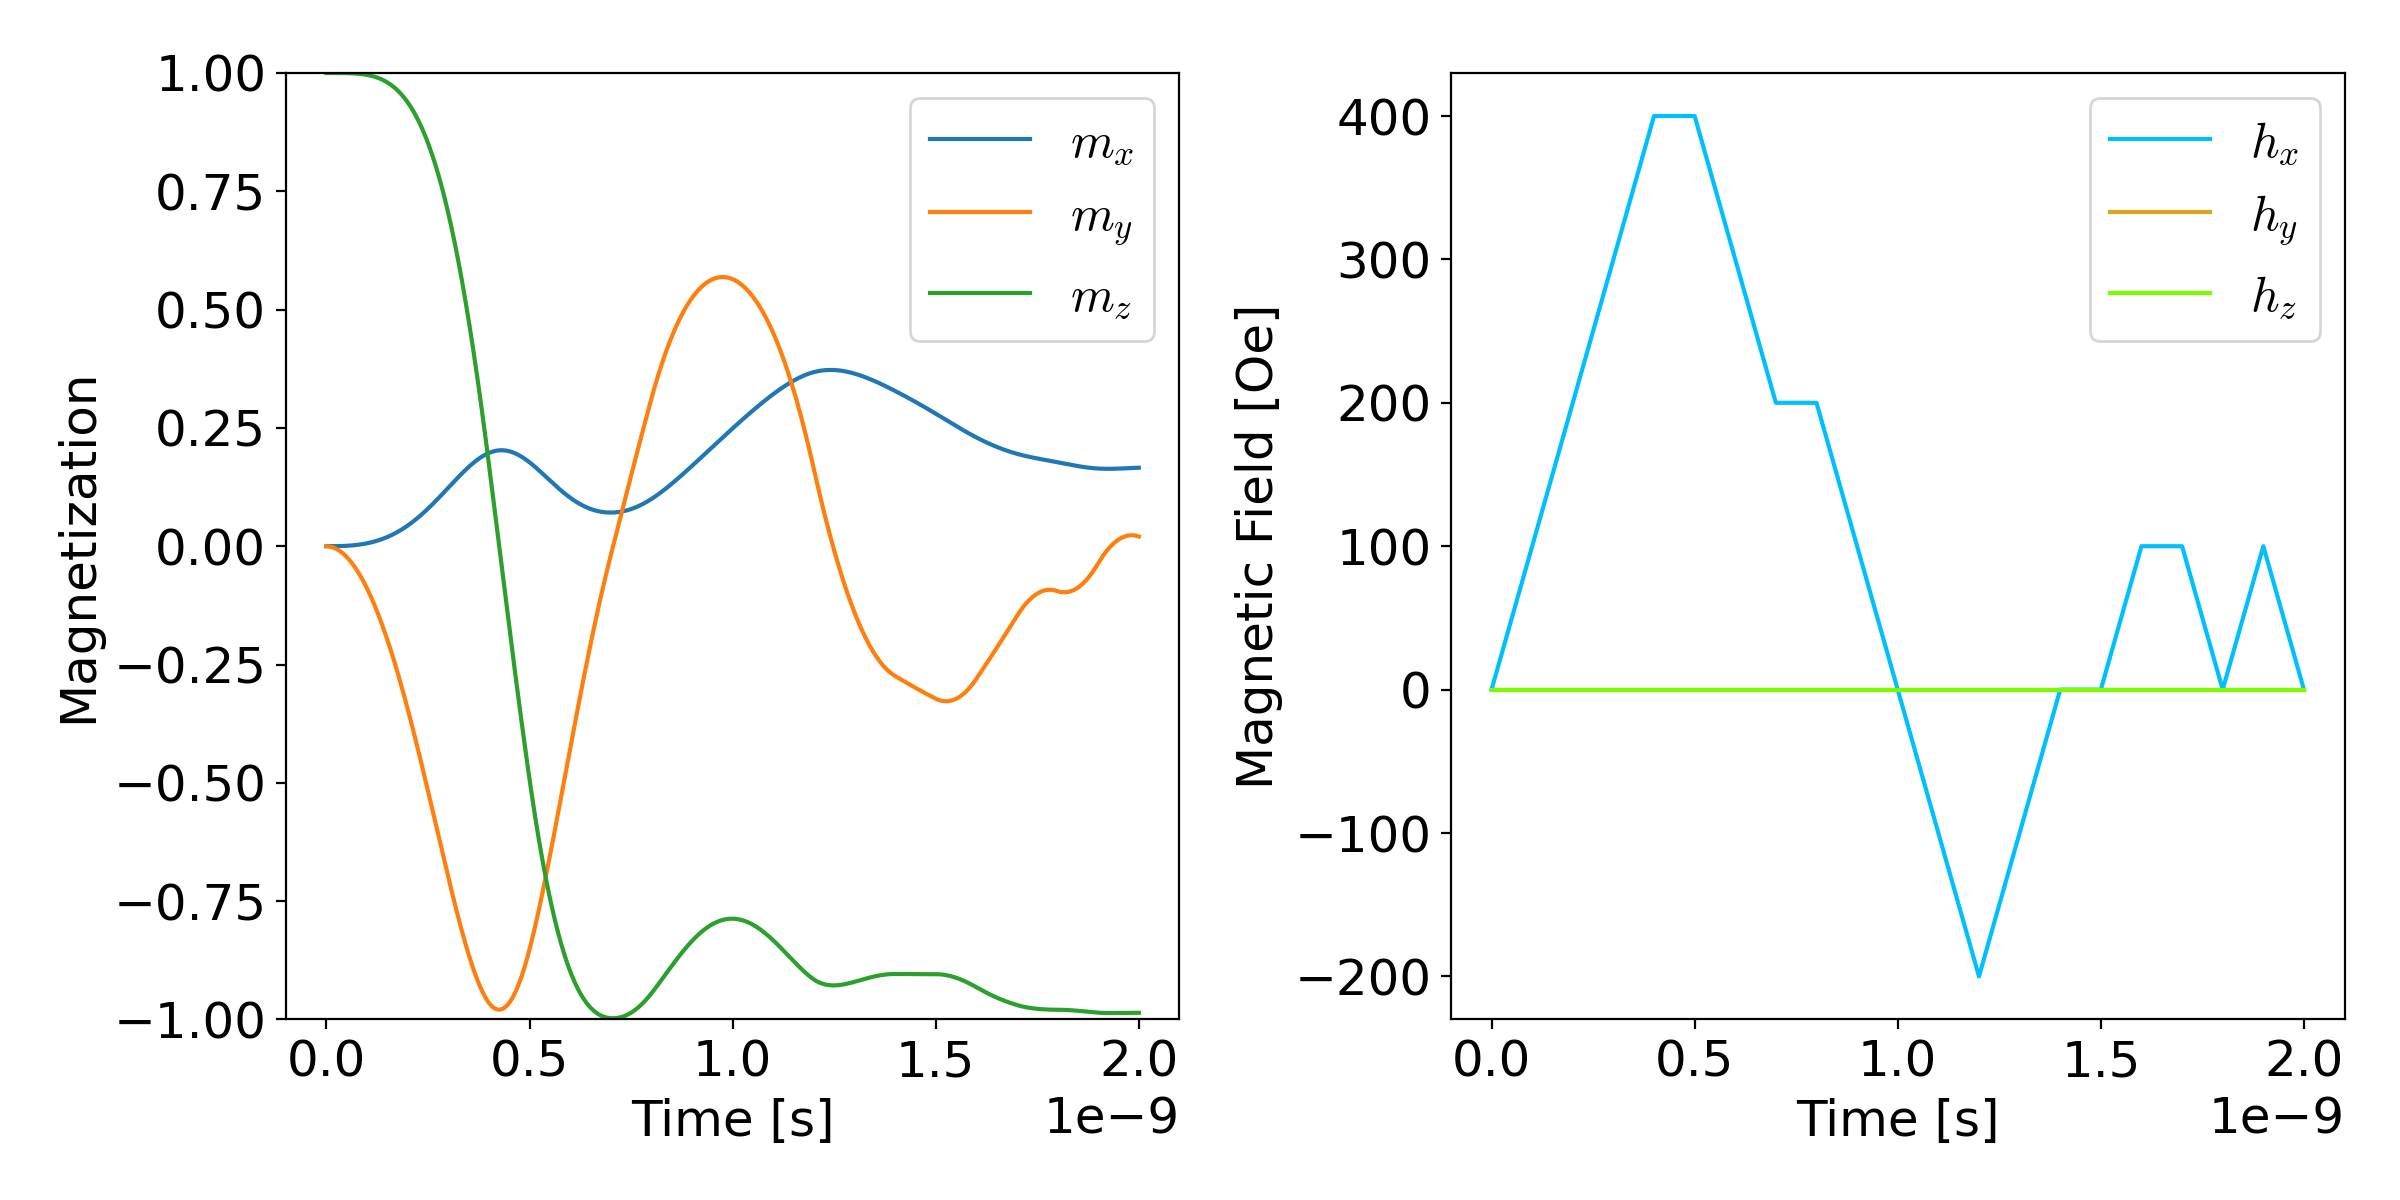 1.00
0.75
0.50
0.25
0.00
−0.25
−0.50
−0.75
−1.00
Magnetization
0.0 0.5 1.0 1.5 2.0
Time [s]
1e−9
m_x
m_y
m_z
400
300
200
100
0
−100
−200
Magnetic Field [Oe]
0.0 0.5 1.0 1.5 2.0
Time [s]
1e−9
h_x
h_y
h_z